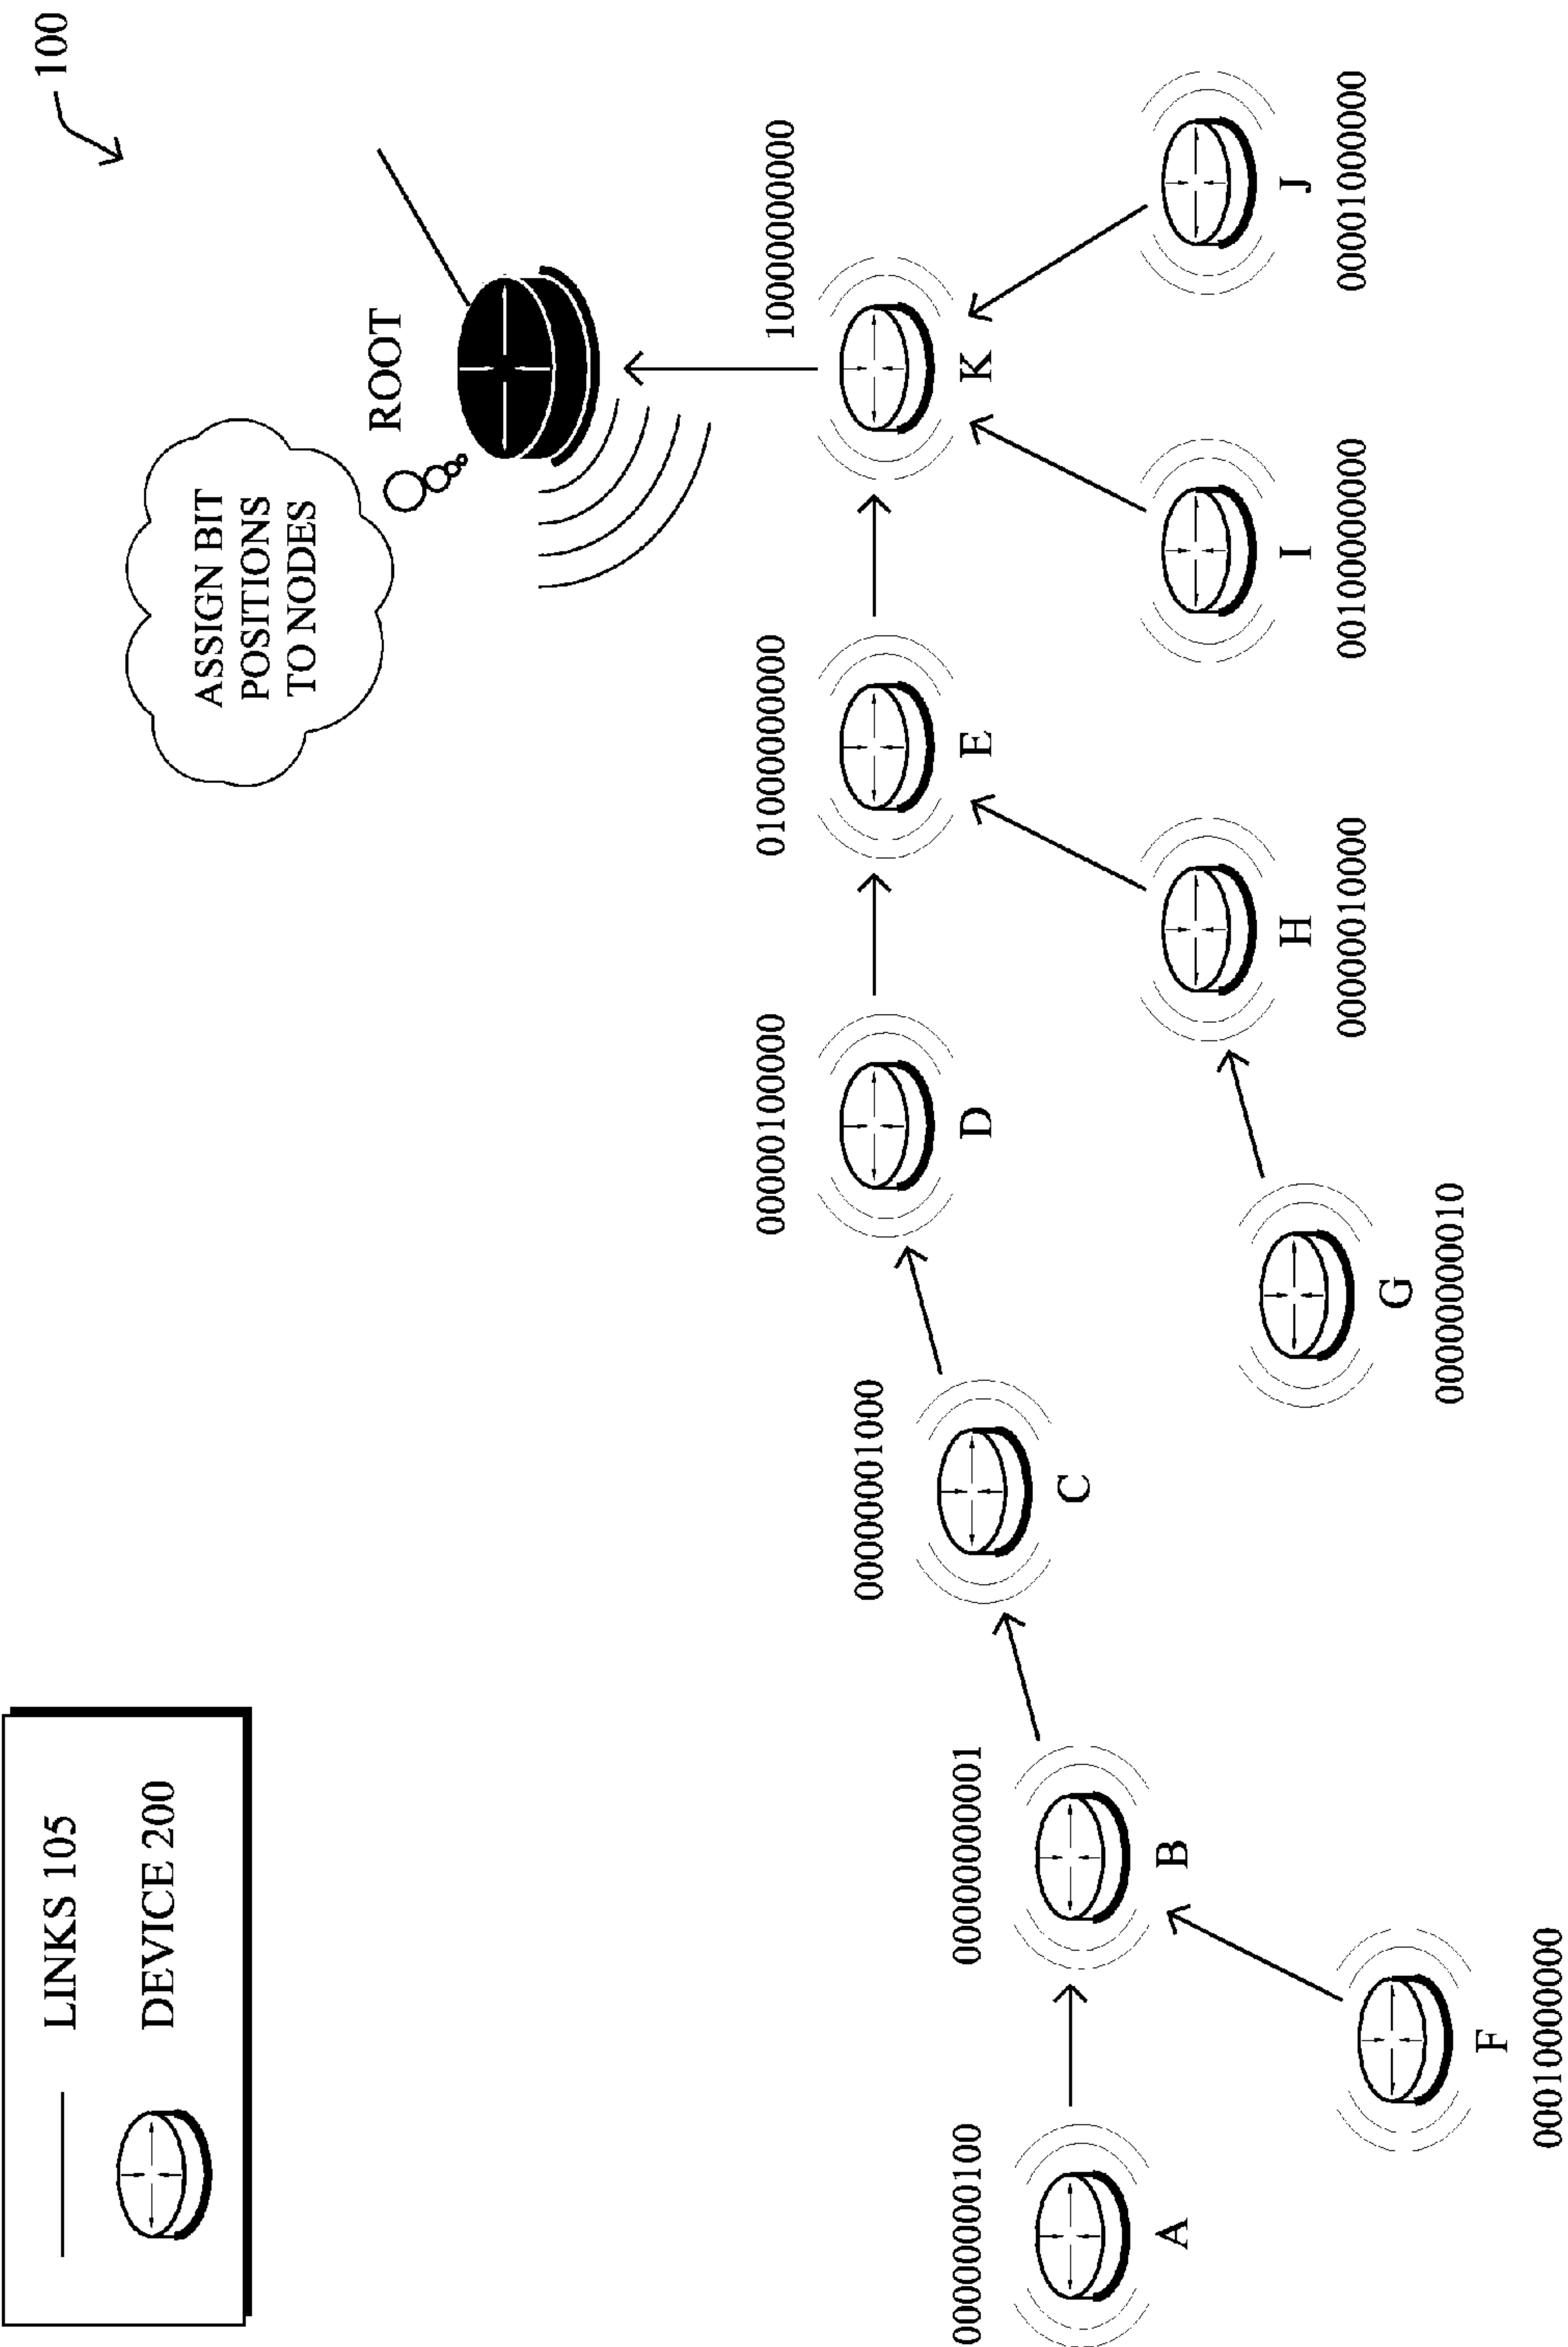 LINKS 105
DEVICE 200
100
ASSIGN BIT
POSITIONS
TO NODES
ROOT
00000100000
01000000000
10000000000
00000001000
00000000100
00000000001
D
E
K
C
A
B
H
I
J
00000010000
00100000000
00001000000
G
00000000010
F
00010000000